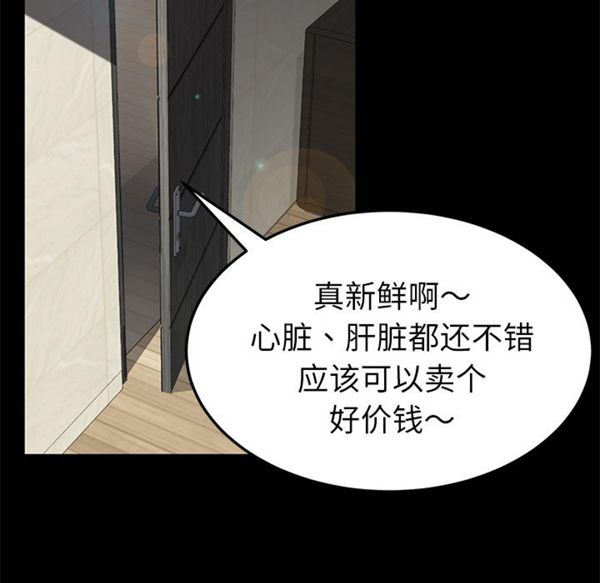 真新鲜啊～
心脏、肝脏都还不错
应该可以卖个
好价钱～